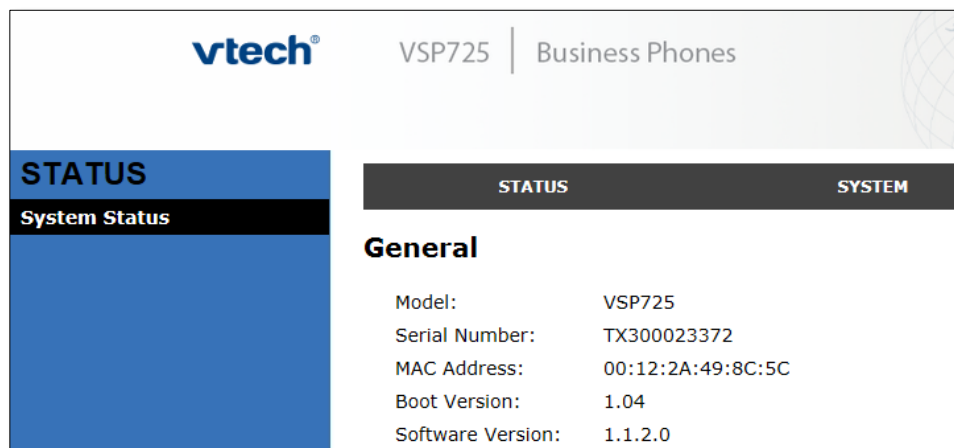 vtech® VSP725 Business Phones
STATUS
System Status
STATUS SYSTEM
General
Model: VSP725
Serial Number: TX300023372
MAC Address: 00:12:2A:49:8C:5C
Boot Version: 1.04
Software Version: 1.1.2.0